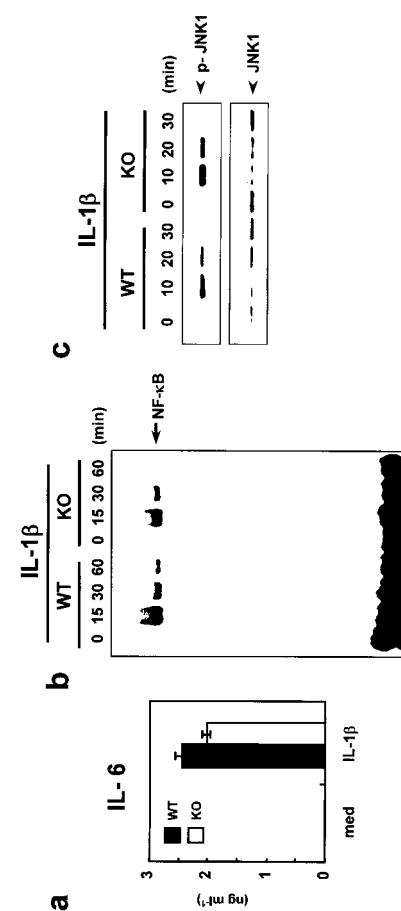 a
IL-6
WT
KO
3
2
1
0
(ng ml-1)
med
IL-1β
b
IL-1β
WT KO
0 15 30 60 0 15 30 60 (min)
NF-κB
c
IL-1β
WT KO
0 10 20 30 0 10 20 30 (min)
p-JNK1
JNK1